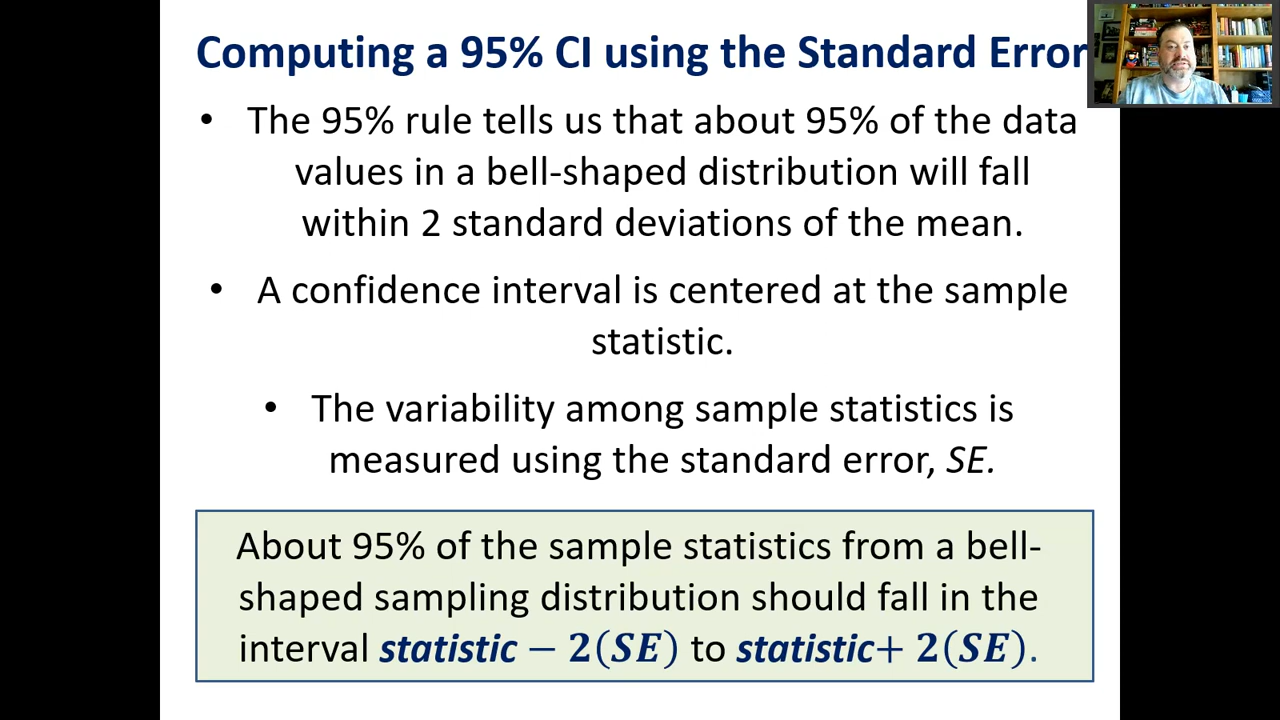 Computing a 95% CI using the Standard Error
• The 95% rule tells us that about 95% of the data
values in a bell-shaped distribution will fall
within 2 standard deviations of the mean.
• A confidence interval is centered at the sample
statistic.
• The variability among sample statistics is
measured using the standard error, SE.
About 95% of the sample statistics from a bell-
shaped sampling distribution should fall in the
interval statistic − 2(SE) to statistic+ 2(SE).